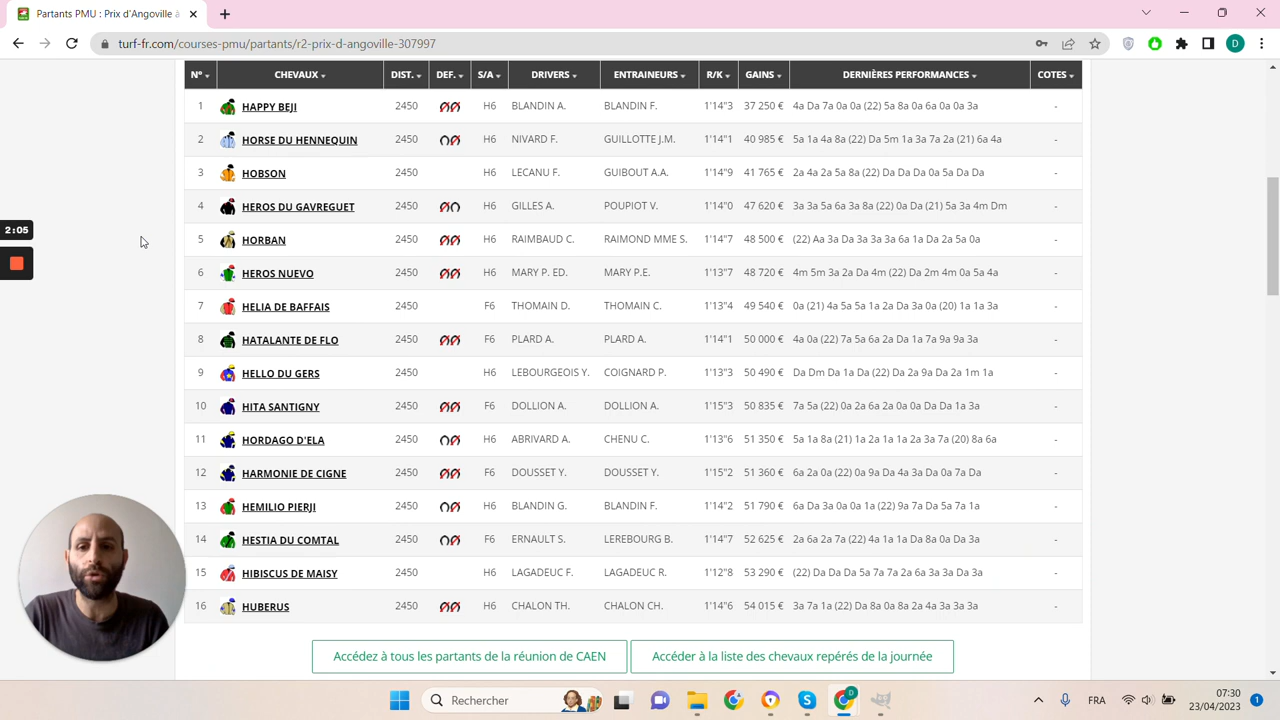 Partants PMU : Prix d'Angoville à
turf-fr.com/courses-pmu/partants/r2-prix-d-angoville-307997
D
N° CHEVAUX DIST. DEF. S/A DRIVERS ENTRAINEURS R/K GAINS DERNIÈRES PERFORMANCES COTES
1 HAPPY BEJI 2450 H6 BLANDIN A. BLANDIN F. 1'14"3 37 250 € 4a Da 7a 0a 0a (22) 5a 8a 0a 6a 0a 0a 3a -
2 HORSE DU HENNEQUIN 2450 H6 NIVARD F. GUILLOTTE J.M. 1'14"1 40 985 € 5a 1a 4a 8a (22) Da 5m 1a 3a 7a 2a (21) 6a 4a -
3 HOBSON 2450 H6 LECANU F. GUIBOUT A.A. 1'14"9 41 765 € 2a 4a 2a 5a 8a (22) Da Da Da 0a 5a Da Da -
4 HEROS DU GAVREGUET 2450 H6 GILLES A. POUPIOT V. 1'14"0 47 620 € 3a 3a 5a 6a 3a 8a (22) 0a Da (21) 5a 3a 4m Dm -
5 HORBAN 2450 H6 RAIMBAUD C. RAIMOND MME S. 1'14"7 48 500 € (22) Aa 3a Da 3a 3a 3a 6a 1a Da 2a 5a 0a -
2:05
6 HEROS NUEVO 2450 H6 MARY P. ED. MARY P.E. 1'13"7 48 720 € 4m 5m 3a 2a Da 4m (22) Da 2m 4m 0a 5a 4a -
7 HELIA DE BAFFAIS 2450 F6 THOMAIN D. THOMAIN C. 1'13"4 49 540 € 0a (21) 4a 5a 5a 1a 2a Da 3a 0a (20) 1a 1a 3a -
8 HATALANTE DE FLO 2450 F6 PLARD A. PLARD A. 1'14"1 50 000 € 4a 0a (22) 7a 5a 6a 2a Da 1a 7a 9a 9a 3a -
9 HELLO DU GERS 2450 H6 LEBOURGEOIS Y. COIGNARD P. 1'13"3 50 490 € Da Dm Da 1a Da (22) Da 2a 9a Da 2a 1m 1a -
10 HITA SANTIGNY 2450 F6 DOLLION A. DOLLION A. 1'15"3 50 835 € 7a 5a (22) 0a 2a 6a 2a 0a 0a Da Da 1a 3a -
11 HORDAGO D'ELA 2450 H6 ABRIVARD A. CHENU C. 1'13"6 51 350 € 5a 1a 8a (21) 1a 2a 1a 1a 2a 3a 7a (20) 8a 6a -
12 HARMONIE DE CIGNE 2450 F6 DOUSSET Y. DOUSSET Y. 1'15"2 51 360 € 6a 2a 0a (22) 0a 9a Da 4a 3a Da 0a 7a Da -
13 HEMILIO PIERJI 2450 H6 BLANDIN G. BLANDIN F. 1'14"2 51 790 € 6a Da 3a 0a 0a 1a (22) 9a 7a Da 5a 7a 1a -
14 HESTIA DU COMTAL 2450 F6 ERNAULT S. LEREBOURG B. 1'14"7 52 625 € 2a 6a 2a 7a (22) 4a 1a 1a Da 8a 0a Da 3a -
15 HIBISCUS DE MAISY 2450 H6 LAGADEUC F. LAGADEUC R. 1'12"8 53 290 € (22) Da Da Da 5a 7a 7a 2a 6a 3a 3a Da 3a -
16 HUBERUS 2450 H6 CHALON TH. CHALON CH. 1'14"6 54 015 € 3a 7a 1a (22) Da 8a 0a 8a 2a 4a 3a 3a 3a -
Accédez à tous les partants de la réunion de CAEN
Accéder à la liste des chevaux repérés de la journée
Rechercher
D
FRA
07:30
23/04/2023
1